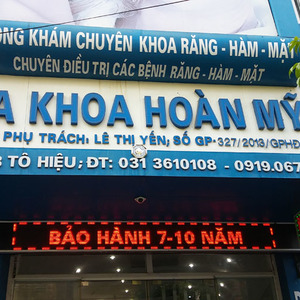 KHÁM CHUYÊN KHOA RĂNG - HÀM - MẶT
CHUYÊN ĐIỀU TRỊ CÁC BỆNH RĂNG - HÀM - MẶT
A KHOA HOÀN MỸ
PHỤ TRÁCH: LÊ THỊ YẾN; SỐ GP-327/2013/GPHĐ
TÔ HIỆU; ĐT: 031 3610108 - 0919.067
BẢO HÀNH 7-10 NĂM